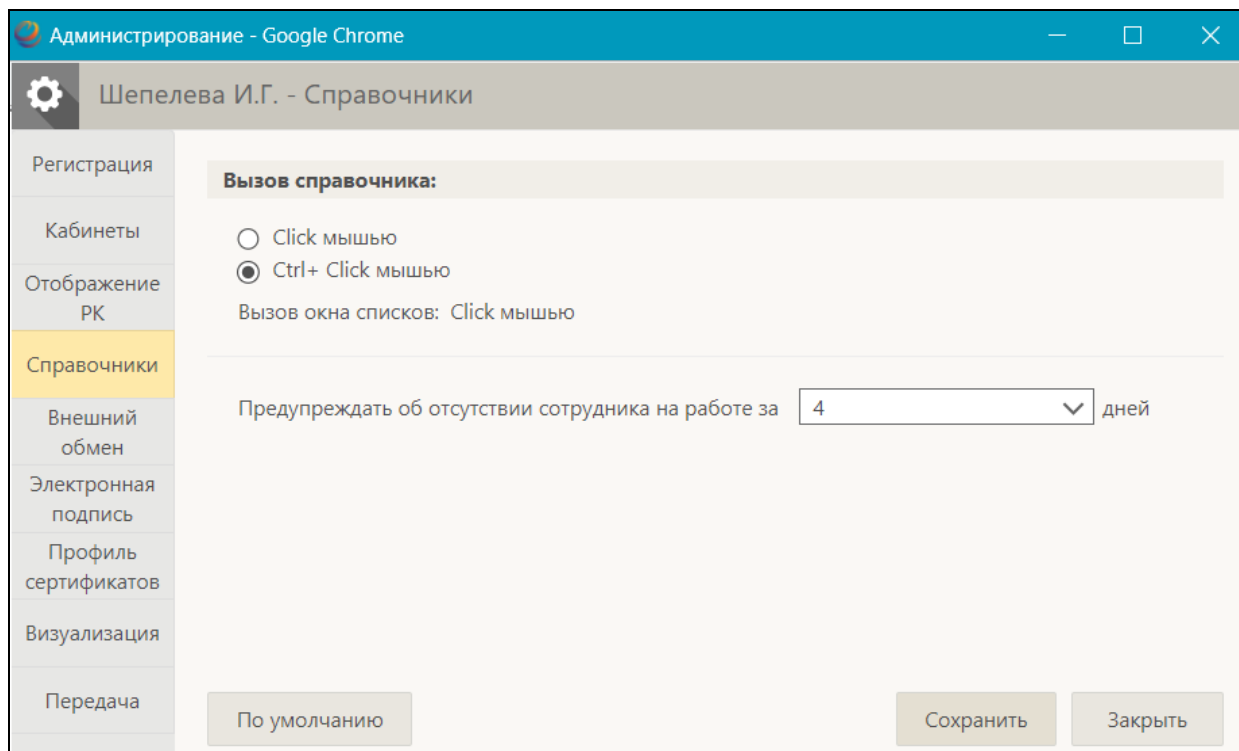 Администрирование - Google Chrome
Шепелева И.Г. - Справочники
Регистрация
Кабинеты
Отображение
РК
Справочники
Внешний
обмен
Электронная
подпись
Профиль
сертификатов
Визуализация
Передача
Вызов справочника:
Click мышью
Ctrl+ Click мышью
Вызов окна списков: Click мышью
Предупреждать об отсутствии сотрудника на работе за 4 дней
По умолчанию Сохранить Закрыть